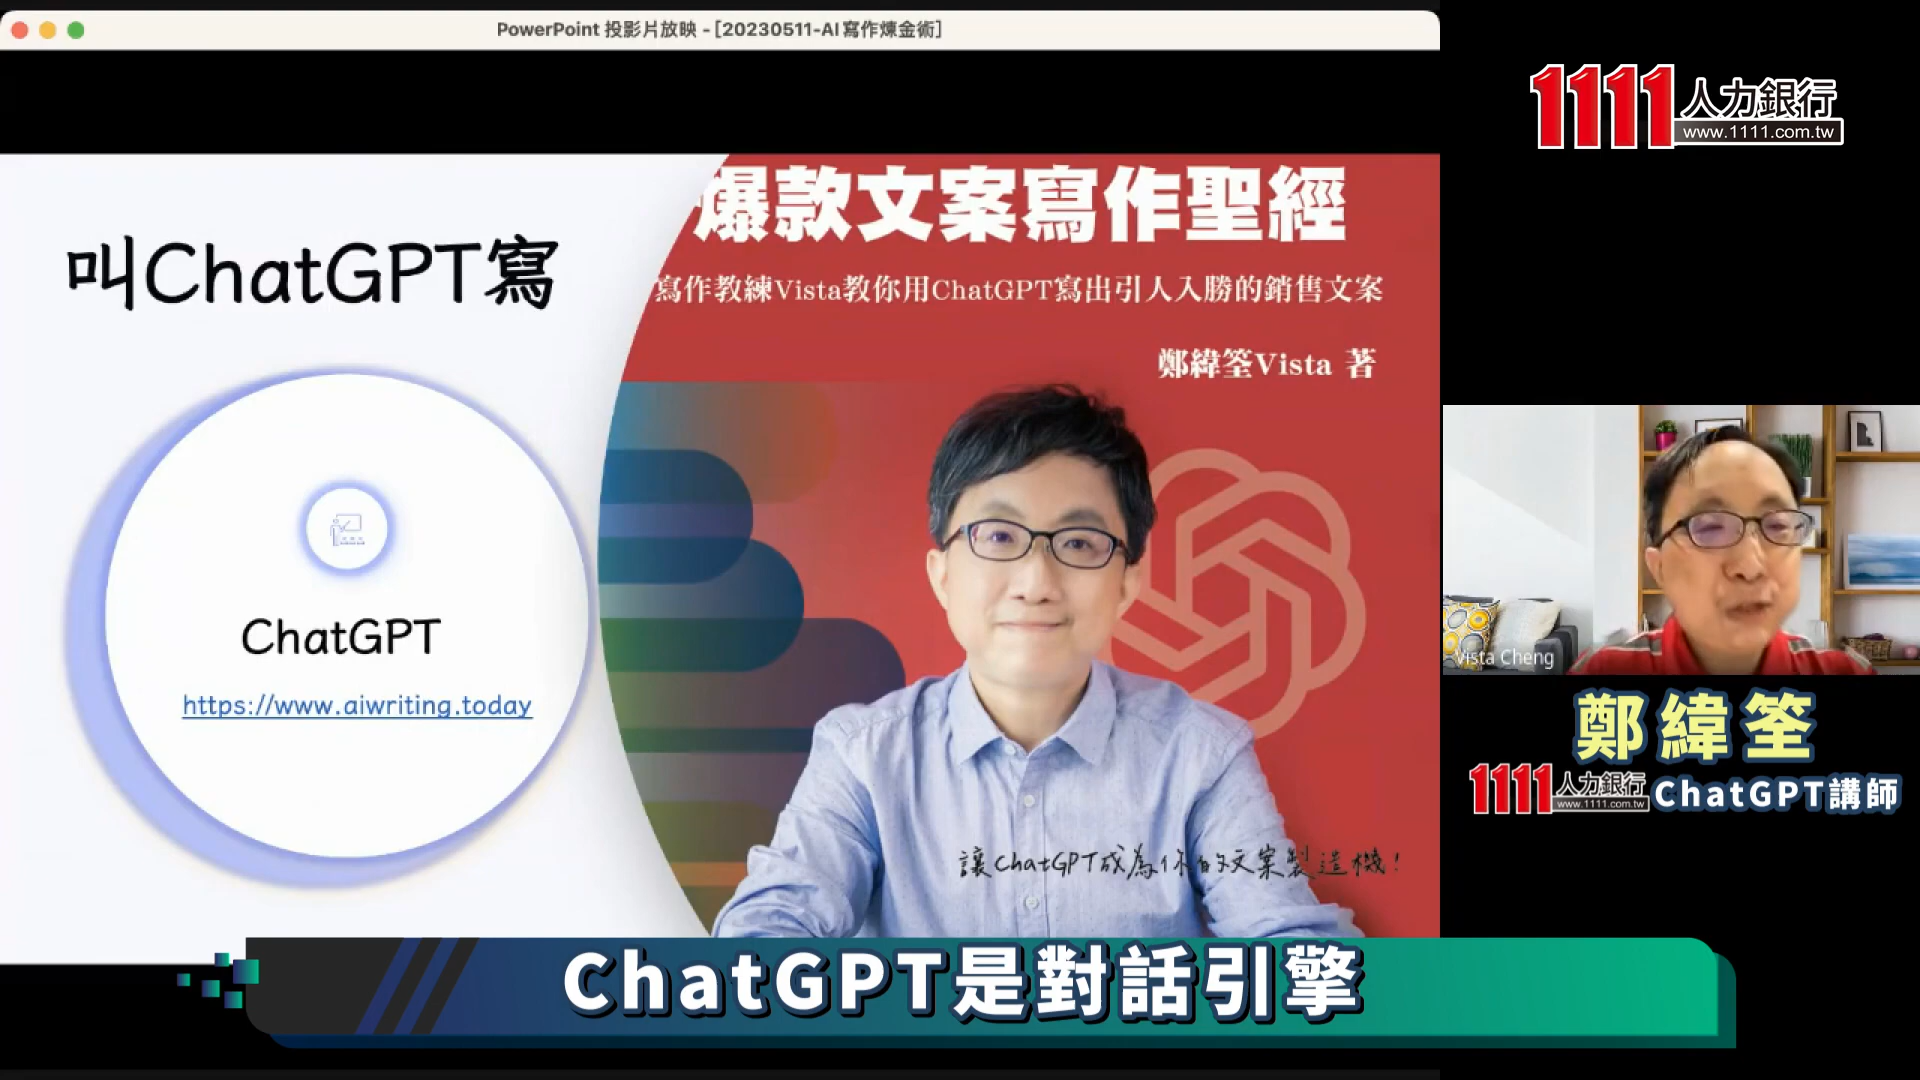 PowerPoint 投影片放映 - [20230511-AI寫作煉金術]
1111人力銀行
www.1111.com.tw
叫ChatGPT寫
爆款文案寫作聖經
寫作教練Vista教你用ChatGPT寫出引人入勝的銷售文案
鄭緯筌Vista 著
ChatGPT
https://www.aiwriting.today
讓ChatGPT成為你的文案製造機!
Vista Cheng
鄭緯筌
1111人力銀行
www.1111.com.tw
ChatGPT講師
ChatGPT是對話引擎